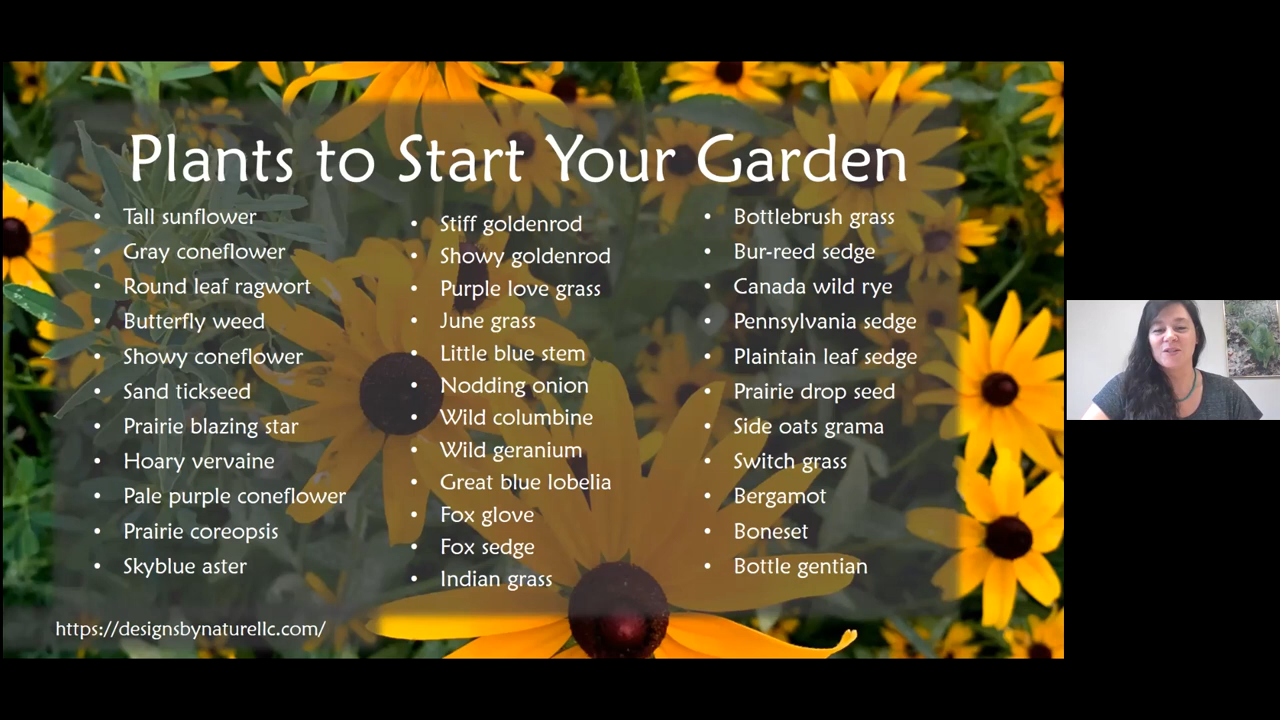 Plants to Start Your Garden
• Tall sunflower
• Gray coneflower
• Round leaf ragwort
• Butterfly weed
• Showy coneflower
• Sand tickseed
• Prairie blazing star
• Hoary vervaine
• Pale purple coneflower
• Prairie coreopsis
• Skyblue aster
• Stiff goldenrod
• Showy goldenrod
• Purple love grass
• June grass
• Little blue stem
• Nodding onion
• Wild columbine
• Wild geranium
• Great blue lobelia
• Fox glove
• Fox sedge
• Indian grass
• Bottlebrush grass
• Bur-reed sedge
• Canada wild rye
• Pennsylvania sedge
• Plaintain leaf sedge
• Prairie drop seed
• Side oats grama
• Switch grass
• Bergamot
• Boneset
• Bottle gentian
https://designsbynaturellc.com/